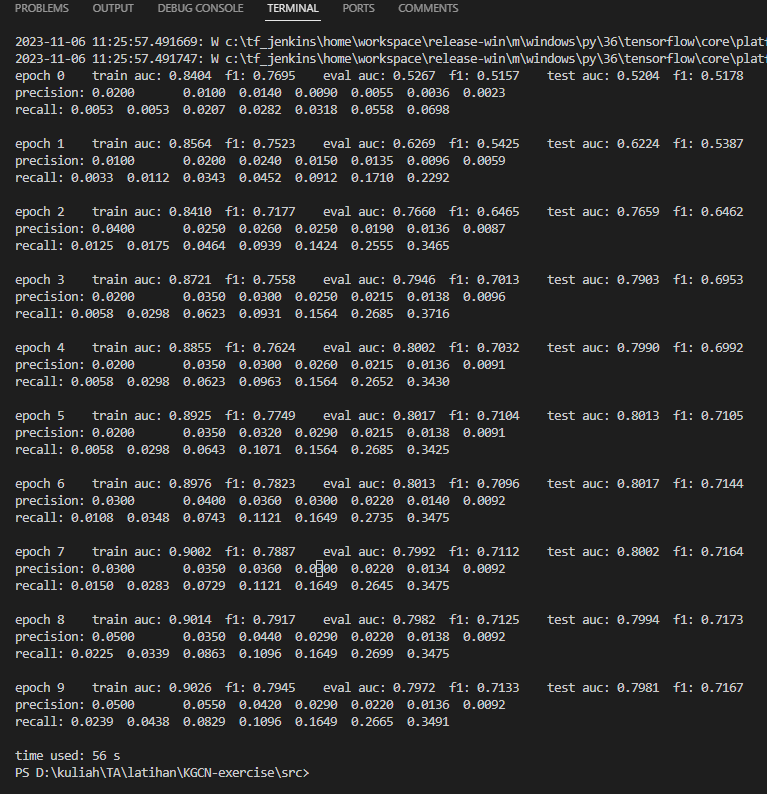 PROBLEMS OUTPUT DEBUG CONSOLE TERMINAL PORTS COMMENTS
2023-11-06 11:25:57.491669: W c:\tf_jenkins\home\workspace\release-win\m\windows\py\36\tensorflow\core\plat
2023-11-06 11:25:57.491747: W c:\tf_jenkins\home\workspace\release-win\m\windows\py\36\tensorflow\core\plat
epoch 0 train auc: 0.8404 f1: 0.7695 eval auc: 0.5267 f1: 0.5157 test auc: 0.5204 f1: 0.5178
precision: 0.0200 0.0100 0.0140 0.0090 0.0055 0.0036 0.0023
recall: 0.0053 0.0053 0.0207 0.0282 0.0318 0.0558 0.0698
epoch 1 train auc: 0.8564 f1: 0.7523 eval auc: 0.6269 f1: 0.5425 test auc: 0.6224 f1: 0.5387
precision: 0.0100 0.0200 0.0240 0.0150 0.0135 0.0096 0.0059
recall: 0.0033 0.0112 0.0343 0.0452 0.0912 0.1710 0.2292
epoch 2 train auc: 0.8410 f1: 0.7177 eval auc: 0.7660 f1: 0.6465 test auc: 0.7659 f1: 0.6462
precision: 0.0400 0.0250 0.0260 0.0250 0.0190 0.0136 0.0087
recall: 0.0125 0.0175 0.0464 0.0939 0.1424 0.2555 0.3465
epoch 3 train auc: 0.8721 f1: 0.7558 eval auc: 0.7946 f1: 0.7013 test auc: 0.7903 f1: 0.6953
precision: 0.0200 0.0350 0.0300 0.0250 0.0215 0.0138 0.0096
recall: 0.0058 0.0298 0.0623 0.0931 0.1564 0.2685 0.3716
epoch 4 train auc: 0.8855 f1: 0.7624 eval auc: 0.8002 f1: 0.7032 test auc: 0.7990 f1: 0.6992
precision: 0.0200 0.0350 0.0300 0.0260 0.0215 0.0136 0.0091
recall: 0.0058 0.0298 0.0623 0.0963 0.1564 0.2652 0.3430
epoch 5 train auc: 0.8925 f1: 0.7749 eval auc: 0.8017 f1: 0.7104 test auc: 0.8013 f1: 0.7105
precision: 0.0200 0.0350 0.0320 0.0290 0.0215 0.0138 0.0091
recall: 0.0058 0.0298 0.0643 0.1071 0.1564 0.2685 0.3425
epoch 6 train auc: 0.8976 f1: 0.7823 eval auc: 0.8013 f1: 0.7096 test auc: 0.8017 f1: 0.7144
precision: 0.0300 0.0400 0.0360 0.0300 0.0220 0.0140 0.0092
recall: 0.0108 0.0348 0.0743 0.1121 0.1649 0.2735 0.3475
epoch 7 train auc: 0.9002 f1: 0.7887 eval auc: 0.7992 f1: 0.7112 test auc: 0.8002 f1: 0.7164
precision: 0.0300 0.0350 0.0360 0.0300 0.0220 0.0134 0.0092
recall: 0.0150 0.0283 0.0729 0.1121 0.1649 0.2645 0.3475
epoch 8 train auc: 0.9014 f1: 0.7917 eval auc: 0.7982 f1: 0.7125 test auc: 0.7994 f1: 0.7173
precision: 0.0500 0.0350 0.0440 0.0290 0.0220 0.0138 0.0092
recall: 0.0225 0.0339 0.0863 0.1096 0.1649 0.2699 0.3475
epoch 9 train auc: 0.9026 f1: 0.7945 eval auc: 0.7972 f1: 0.7133 test auc: 0.7981 f1: 0.7167
precision: 0.0500 0.0550 0.0420 0.0290 0.0220 0.0136 0.0092
recall: 0.0239 0.0438 0.0829 0.1096 0.1649 0.2665 0.3491
time used: 56 s
PS D:\kuliah\TA\latihan\KGCN-exercise\src>